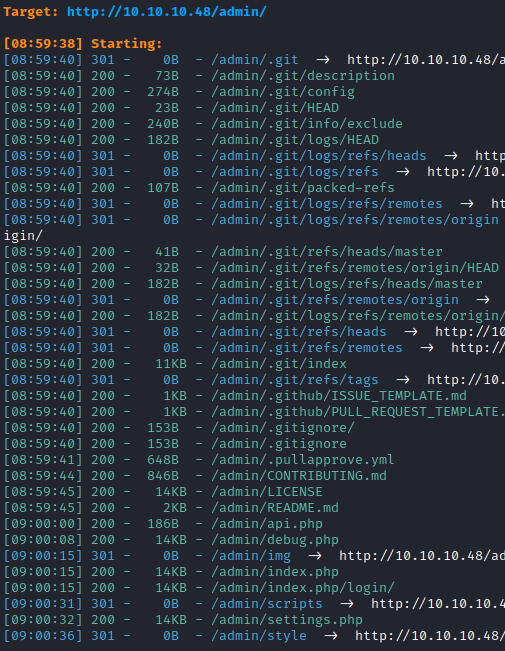 Target: http://10.10.10.48/admin/
[08:59:38] Starting:
[08:59:40] 301 -    0B  - /admin/.git  ->  http://10.10.10.48/a
[08:59:40] 200 -   73B  - /admin/.git/description
[08:59:40] 200 -  274B  - /admin/.git/config
[08:59:40] 200 -   23B  - /admin/.git/HEAD
[08:59:40] 200 -  240B  - /admin/.git/info/exclude
[08:59:40] 200 -  182B  - /admin/.git/logs/HEAD
[08:59:40] 301 -    0B  - /admin/.git/logs/refs/heads  ->  http
[08:59:40] 301 -    0B  - /admin/.git/logs/refs  ->  http://10.
[08:59:40] 200 -  107B  - /admin/.git/packed-refs
[08:59:40] 301 -    0B  - /admin/.git/logs/refs/remotes  ->  ht
[08:59:40] 301 -    0B  - /admin/.git/logs/refs/remotes/origin
igin/
[08:59:40] 200 -   41B  - /admin/.git/refs/heads/master
[08:59:40] 200 -   32B  - /admin/.git/refs/remotes/origin/HEAD
[08:59:40] 200 -  182B  - /admin/.git/logs/refs/heads/master
[08:59:40] 301 -    0B  - /admin/.git/refs/remotes/origin  ->
[08:59:40] 200 -  182B  - /admin/.git/logs/refs/remotes/origin/
[08:59:40] 301 -    0B  - /admin/.git/refs/heads  ->  http://10
[08:59:40] 301 -    0B  - /admin/.git/refs/remotes  ->  http://
[08:59:40] 200 -   11KB - /admin/.git/index
[08:59:40] 301 -    0B  - /admin/.git/refs/tags  ->  http://10.
[08:59:40] 200 -    1KB - /admin/.github/ISSUE_TEMPLATE.md
[08:59:40] 200 -    1KB - /admin/.github/PULL_REQUEST_TEMPLATE.
[08:59:40] 200 -  153B  - /admin/.gitignore/
[08:59:40] 200 -  153B  - /admin/.gitignore
[08:59:41] 200 -  648B  - /admin/.pullapprove.yml
[08:59:44] 200 -  846B  - /admin/CONTRIBUTING.md
[08:59:45] 200 -   14KB - /admin/LICENSE
[08:59:45] 200 -    2KB - /admin/README.md
[09:00:00] 200 -  186B  - /admin/api.php
[09:00:08] 200 -   14KB - /admin/debug.php
[09:00:15] 301 -    0B  - /admin/img  ->  http://10.10.10.48/ad
[09:00:15] 200 -   14KB - /admin/index.php
[09:00:15] 200 -   14KB - /admin/index.php/login/
[09:00:31] 301 -    0B  - /admin/scripts  ->  http://10.10.10.4
[09:00:32] 200 -   14KB - /admin/settings.php
[09:00:36] 301 -    0B  - /admin/style  ->  http://10.10.10.48/